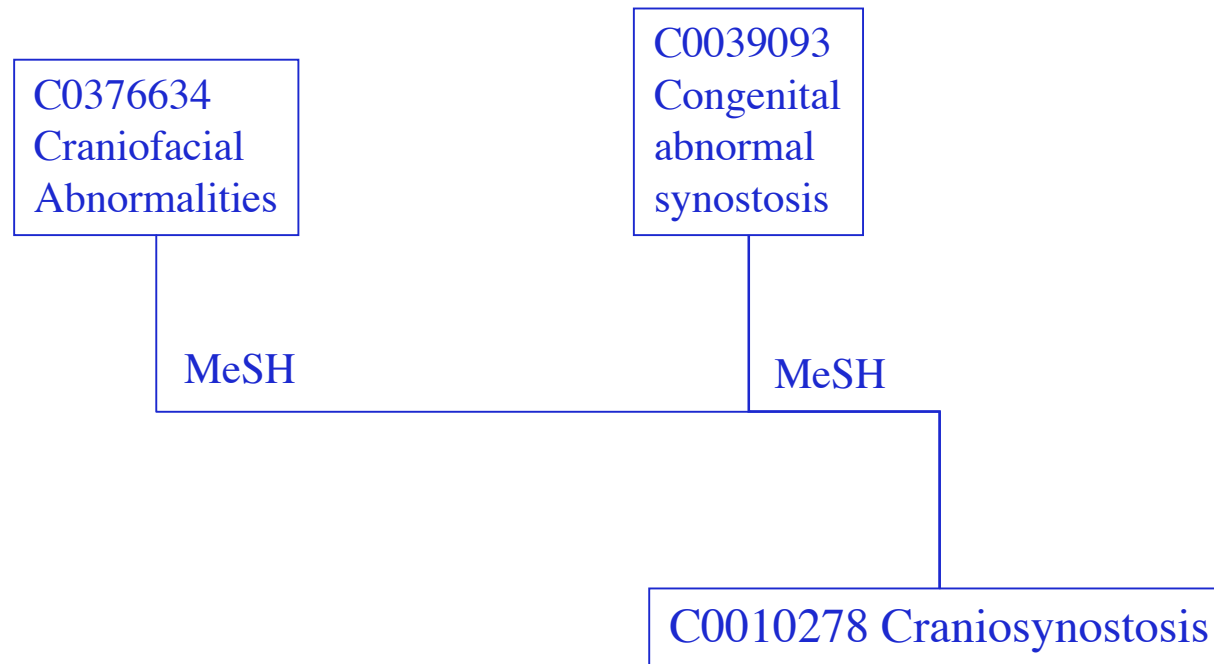 C0376634
Craniofacial
Abnormalities
C0039093
Congenital
abnormal
synostosis
MeSH
MeSH
C0010278 Craniosynostosis